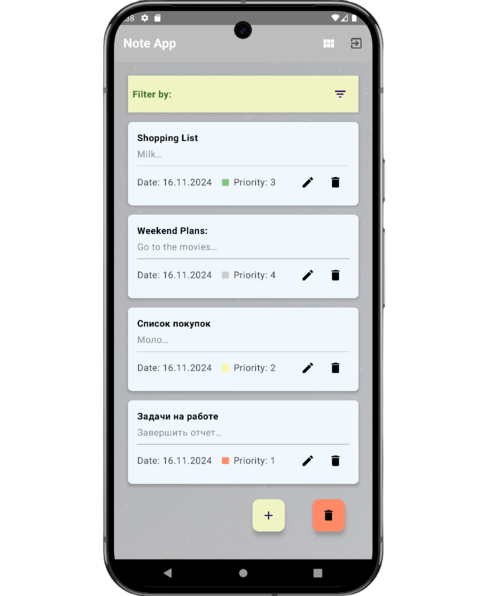 Note App
Filter by:
Shopping List
Milk...
Date: 16.11.2024 Priority: 3
Weekend Plans:
Go to the movies...
Date: 16.11.2024 Priority: 4
Список покупок
Моло...
Date: 16.11.2024 Priority: 2
Задачи на работе
Завершить отчет...
Date: 16.11.2024 Priority: 1
+